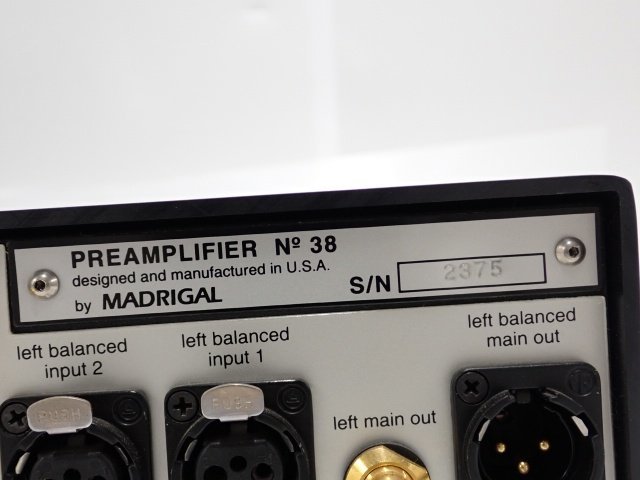 PREAMPLIFIER Nº 38
designed and manufactured in U.S.A.
by MADRIGAL
S/N 2375
left balanced
input 2
left balanced
input 1
left main out
left balanced
main out
PUSH
PUSH